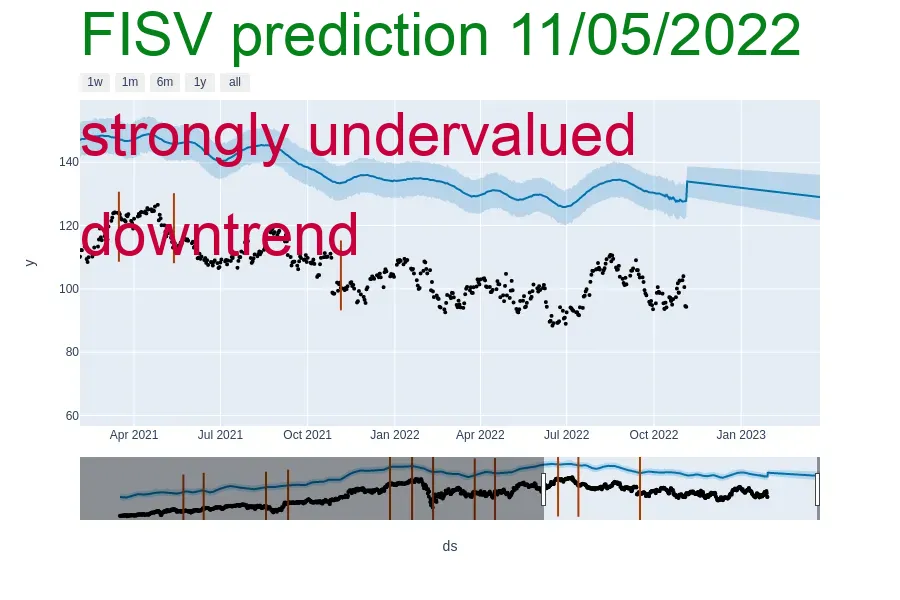 FISV prediction 11/05/2022
1w 1m 6m 1y all
strongly undervalued
140
downtrend
120
y
100
80
60
Apr 2021 Jul 2021 Oct 2021 Jan 2022 Apr 2022 Jul 2022 Oct 2022 Jan 2023
ds